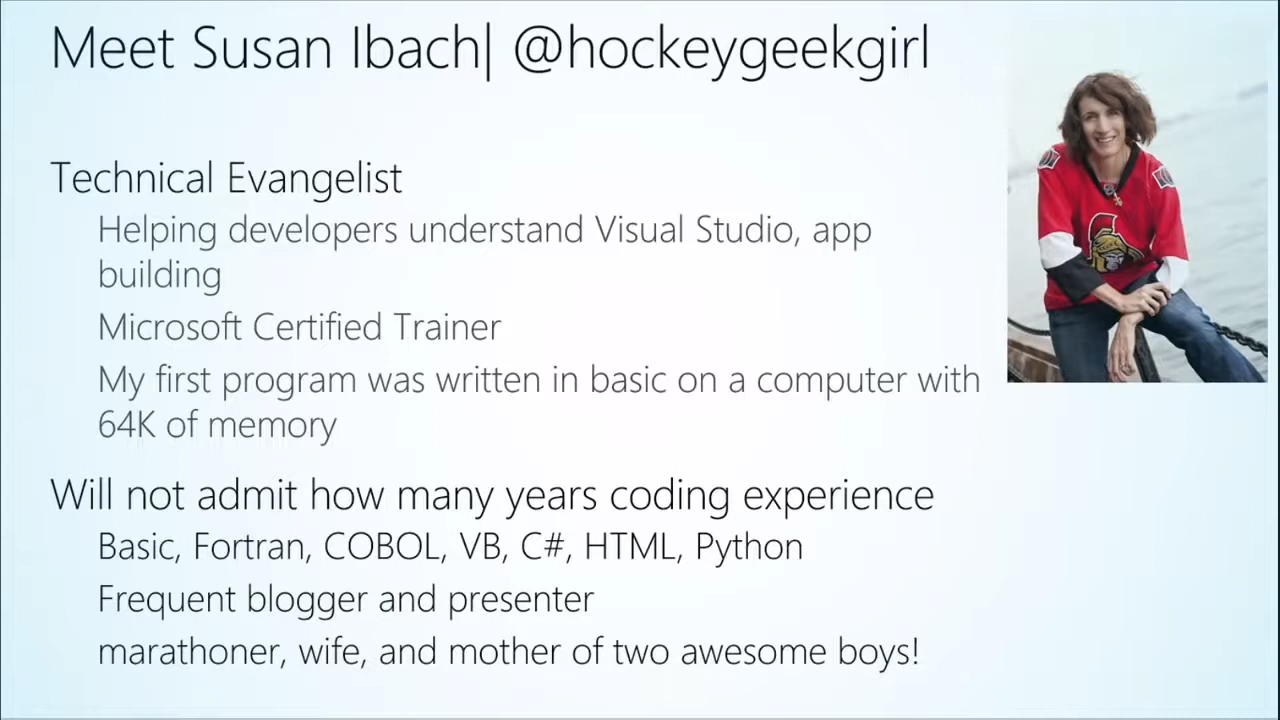 Meet Susan Ibach| @hockeygeekgirl
Technical Evangelist
Helping developers understand Visual Studio, app
building
Microsoft Certified Trainer
My first program was written in basic on a computer with
64K of memory
Will not admit how many years coding experience
Basic, Fortran, COBOL, VB, C#, HTML, Python
Frequent blogger and presenter
marathoner, wife, and mother of two awesome boys!